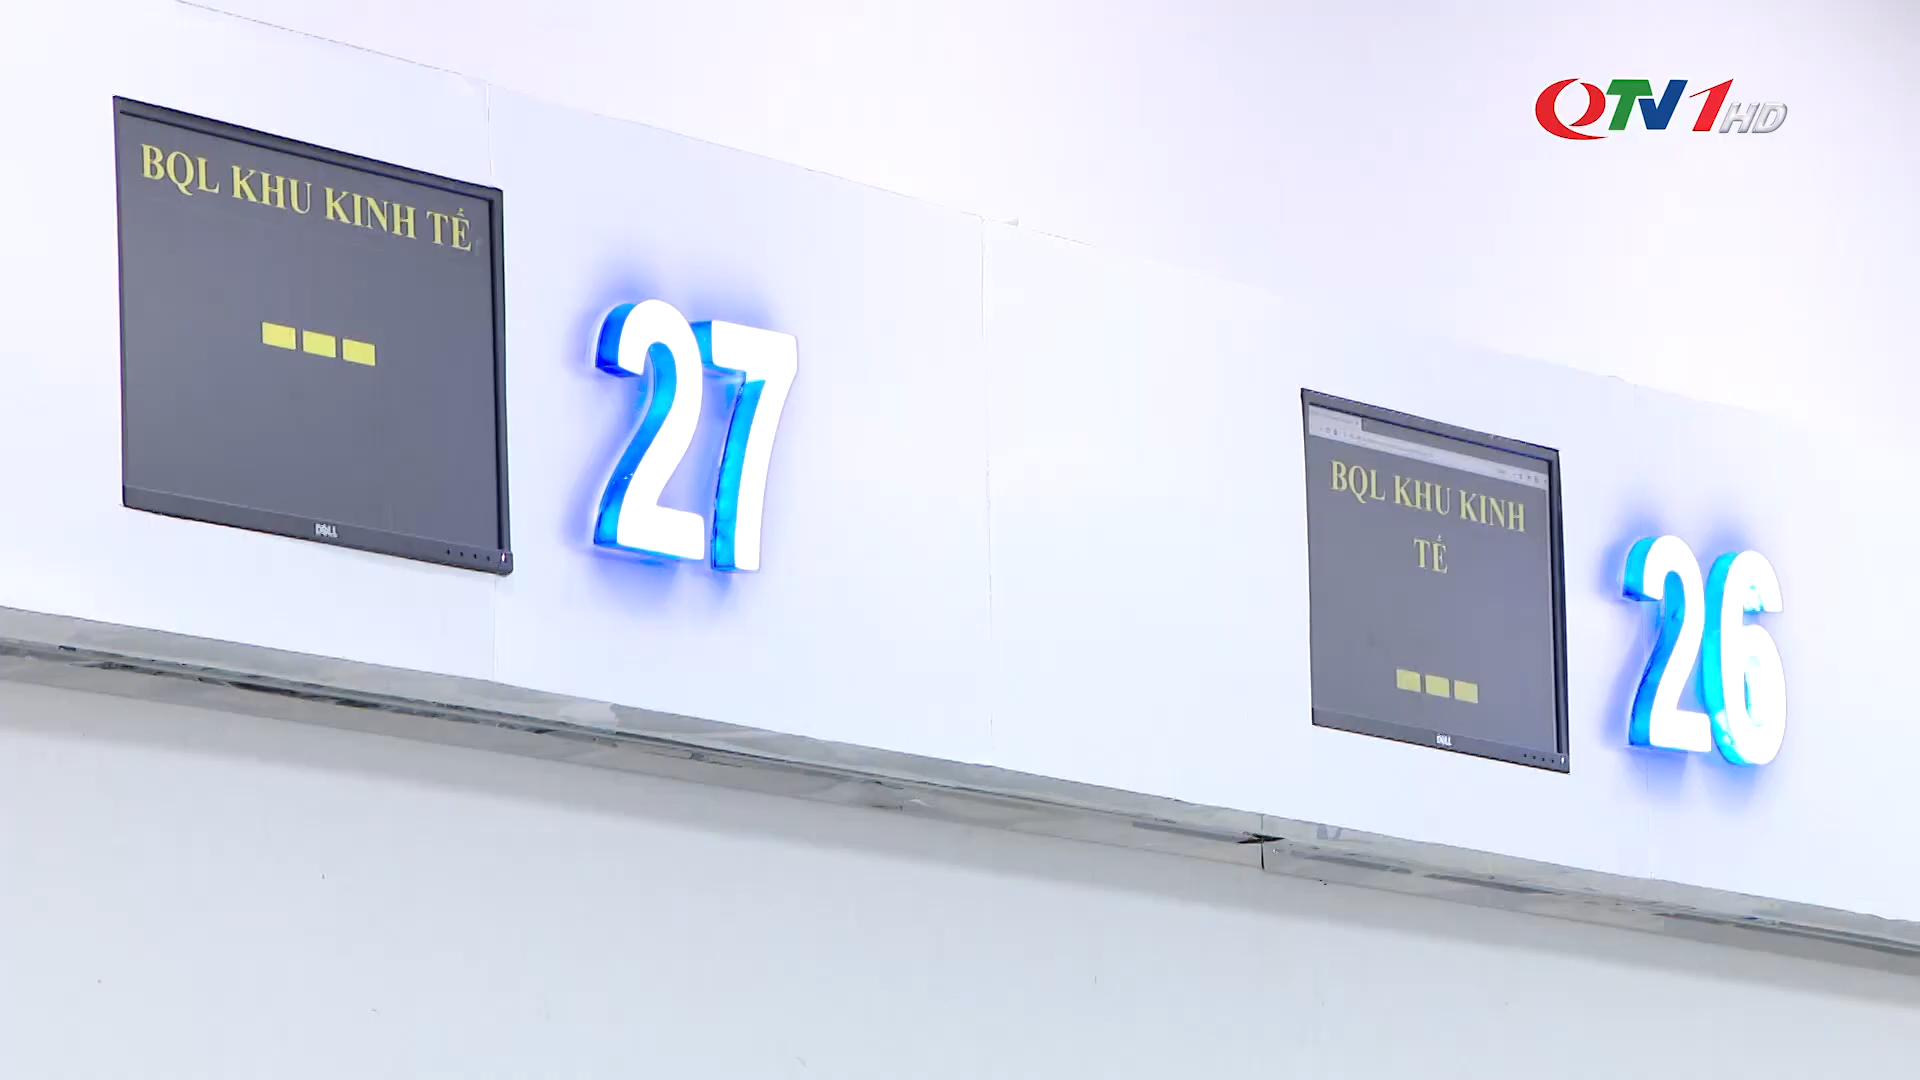 QTV1HD
BQL KHU KINH TẾ
DELL
27
BQL KHU KINH
TẾ
DELL
26